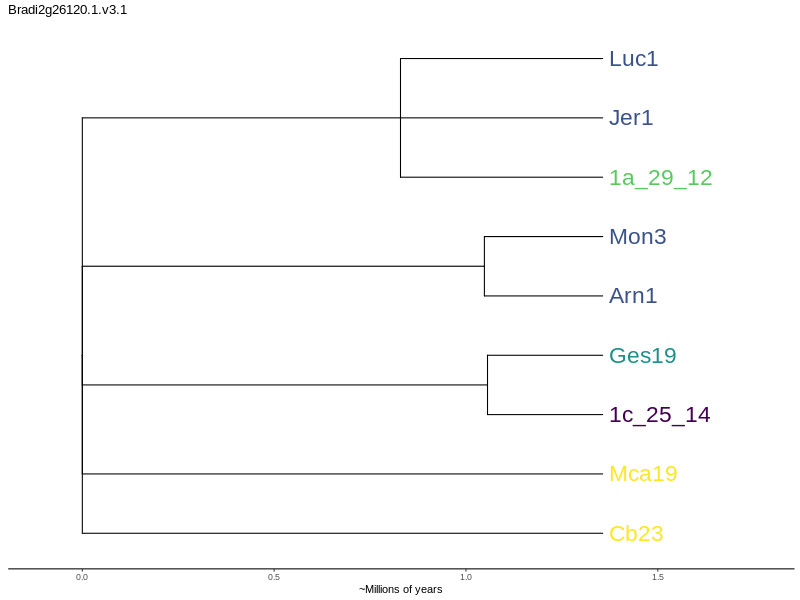 Bradi2g26120.1.v3.1
Luc1
Jer1
1a_29_12
Mon3
Arn1
Ges19
1c_25_14
Mca19
Cb23
0.0 0.5 1.0 1.5
~Millions of years